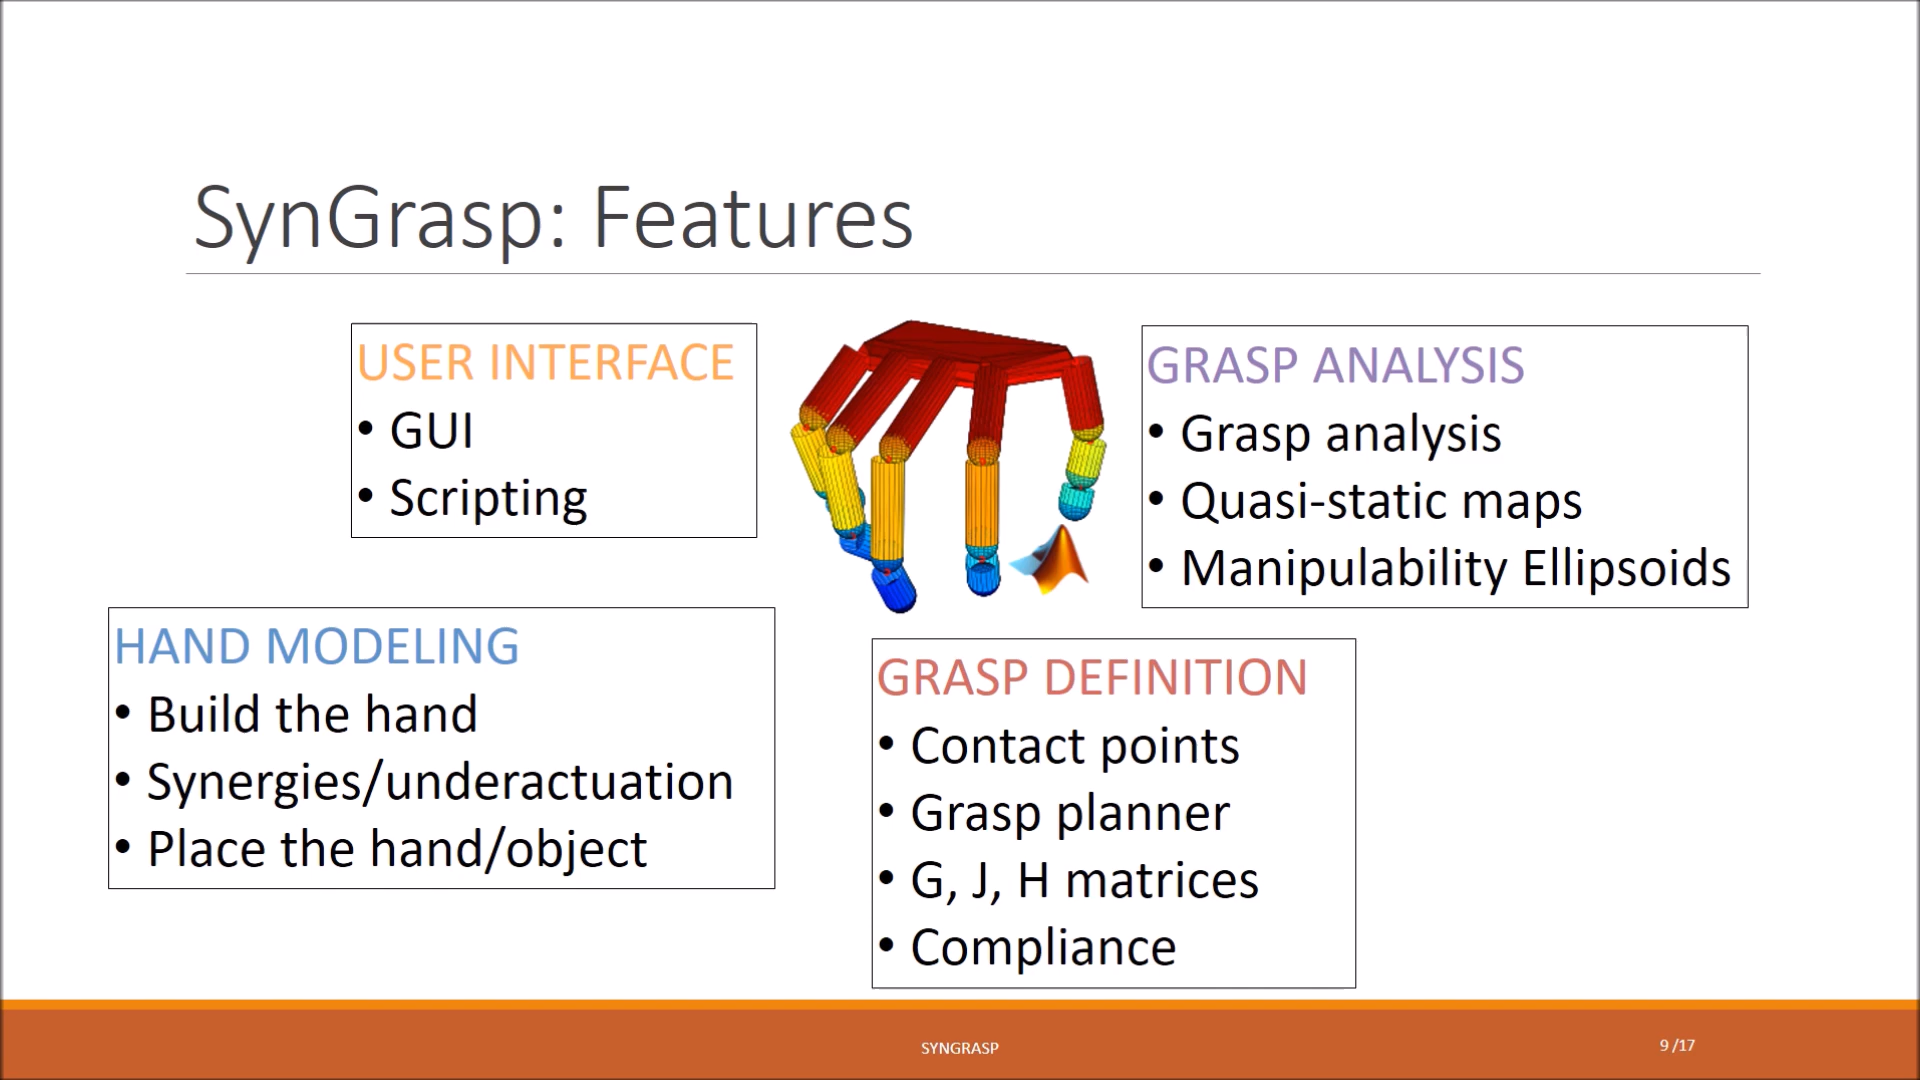 SynGrasp: Features
USER INTERFACE
• GUI
• Scripting
GRASP ANALYSIS
• Grasp analysis
• Quasi-static maps
• Manipulability Ellipsoids
HAND MODELING
• Build the hand
• Synergies/underactuation
• Place the hand/object
GRASP DEFINITION
• Contact points
• Grasp planner
• G, J, H matrices
• Compliance
SYNGRASP
9 /17